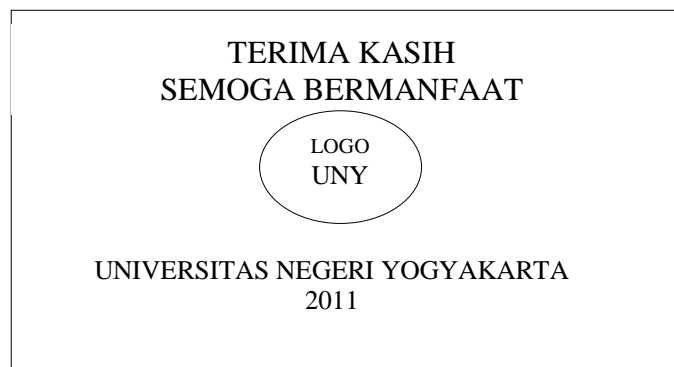 TERIMA KASIH
SEMOGA BERMANFAAT
LOGO
UNY
UNIVERSITAS NEGERI YOGYAKARTA
2011